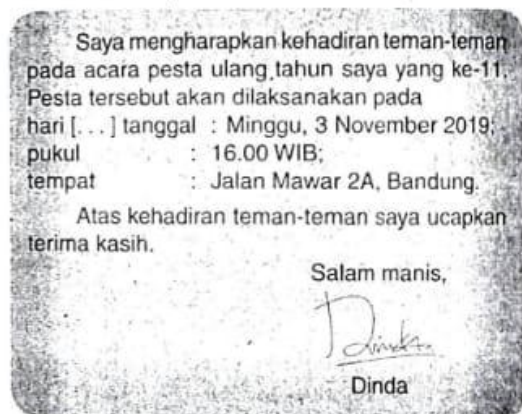 Saya mengharapkan kehadiran teman-teman
pada acara pesta ulang tahun saya yang ke-11.
Pesta tersebut akan dilaksanakan pada
hari [...] tanggal : Minggu, 3 November 2019;
pukul : 16.00 WIB;
tempat : Jalan Mawar 2A, Bandung.
Atas kehadiran teman-teman saya ucapkan
terima kasih.
Salam manis,
Dinda
Dinda